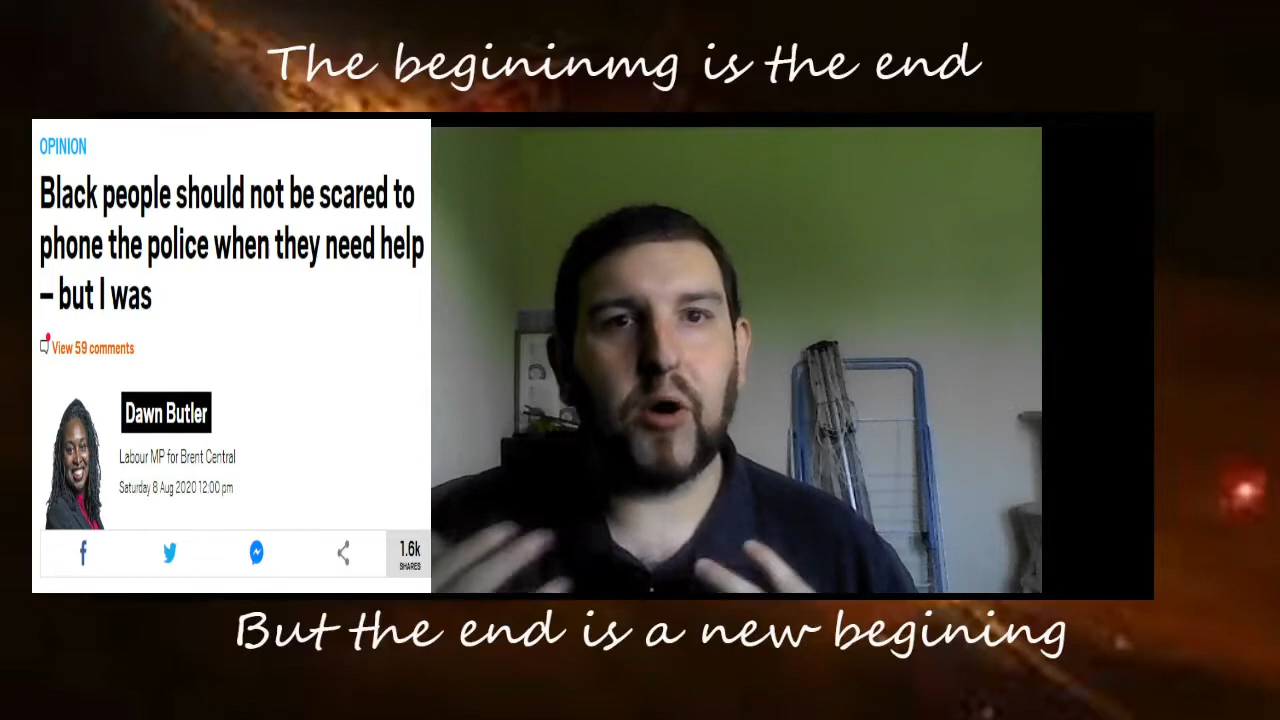 The begininmg is the end
OPINION
Black people should not be scared to
phone the police when they need help
– but I was
View 59 comments
Dawn Butler
Labour MP for Brent Central
Saturday 8 Aug 2020 12:00 pm
1.6k
SHARES
But the end is a new begining